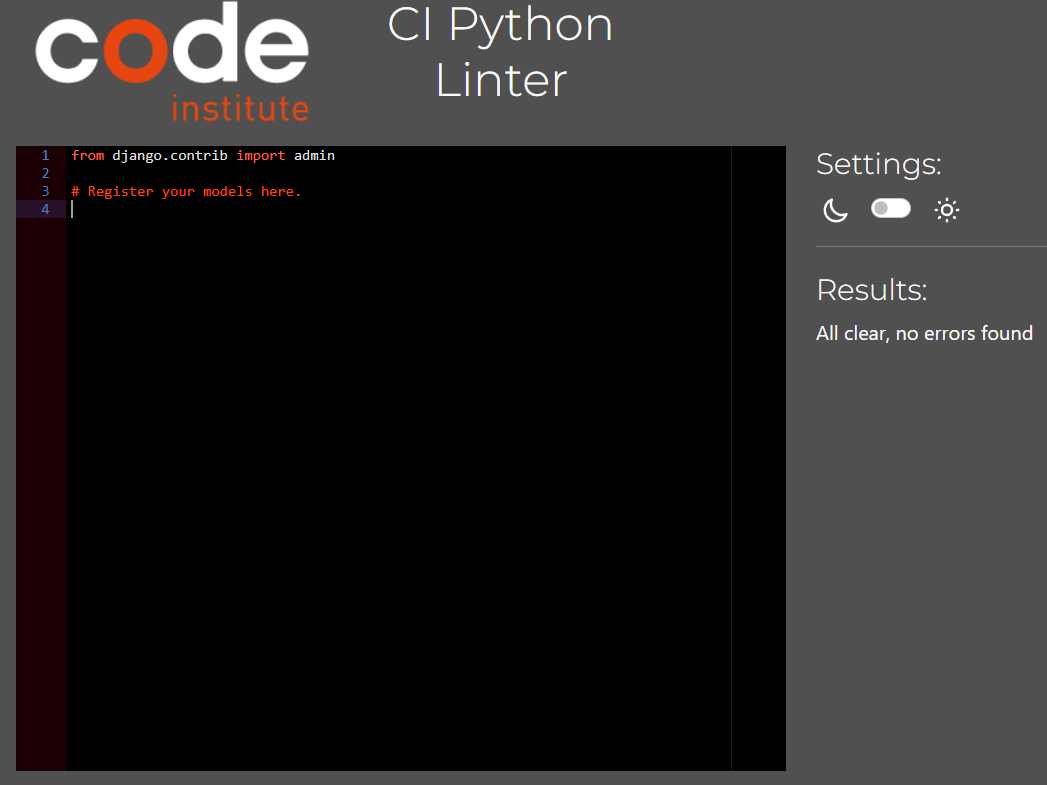 code
institute
CI Python
Linter
1 from django.contrib import admin
2
3 # Register your models here.
4
Settings:
Results:
All clear, no errors found